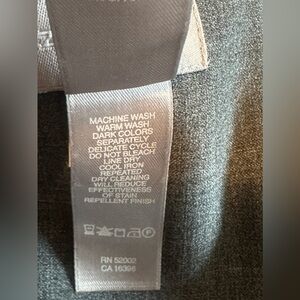 MACHINE WASH
WARM WASH
DARK COLORS
SEPARATELY
DELICATE CYCLE
DO NOT BLEACH
LINE DRY
COOL IRON
REPEATED
DRY CLEANING
WILL REDUCE
EFFECTIVENESS
OF STAIN
REPELLENT FINISH
RN 52002
CA 16396